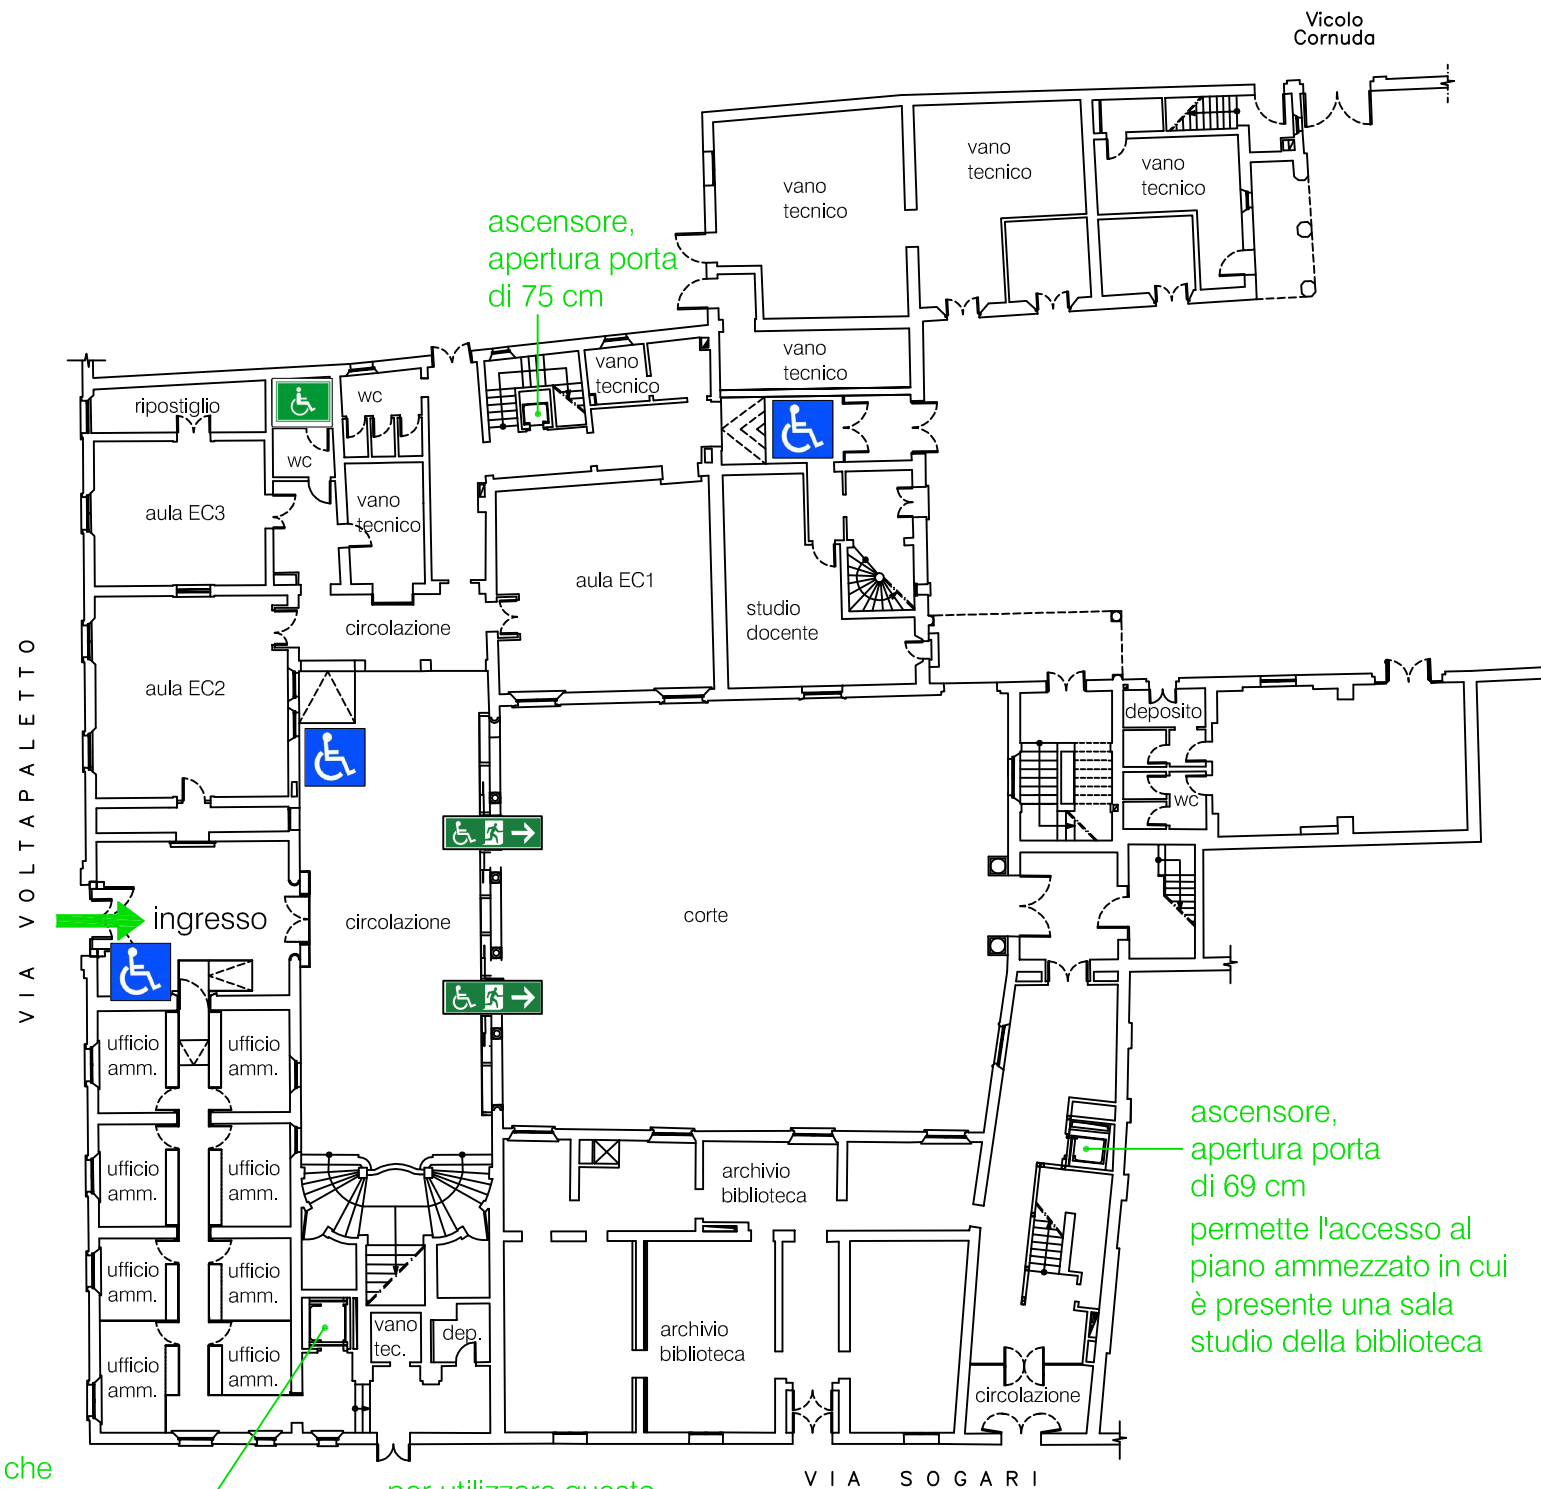 Vicolo
Cornuda
vano
tecnico
vano
tecnico
vano
tecnico
ascensore,
apertura porta
di 75 cm
vano
tecnico
vano
tecnico
ripostiglio
wc
wc
vano
tecnico
aula EC3
aula EC1
studio
docente
circolazione
aula EC2
deposito
wc
VIA VOLTAPALETTO
ingresso
circolazione
corte
ufficio
amm.
ufficio
amm.
ufficio
amm.
ufficio
amm.
ufficio
amm.
ufficio
amm.
ufficio
amm.
ufficio
amm.
archivio
biblioteca
ascensore,
apertura porta
di 69 cm
permette l'accesso al
piano ammezzato in cui
è presente una sala
studio della biblioteca
vano
tec.
dep.
archivio
biblioteca
circolazione
che
per utilizzare questo
VIA SOGARI